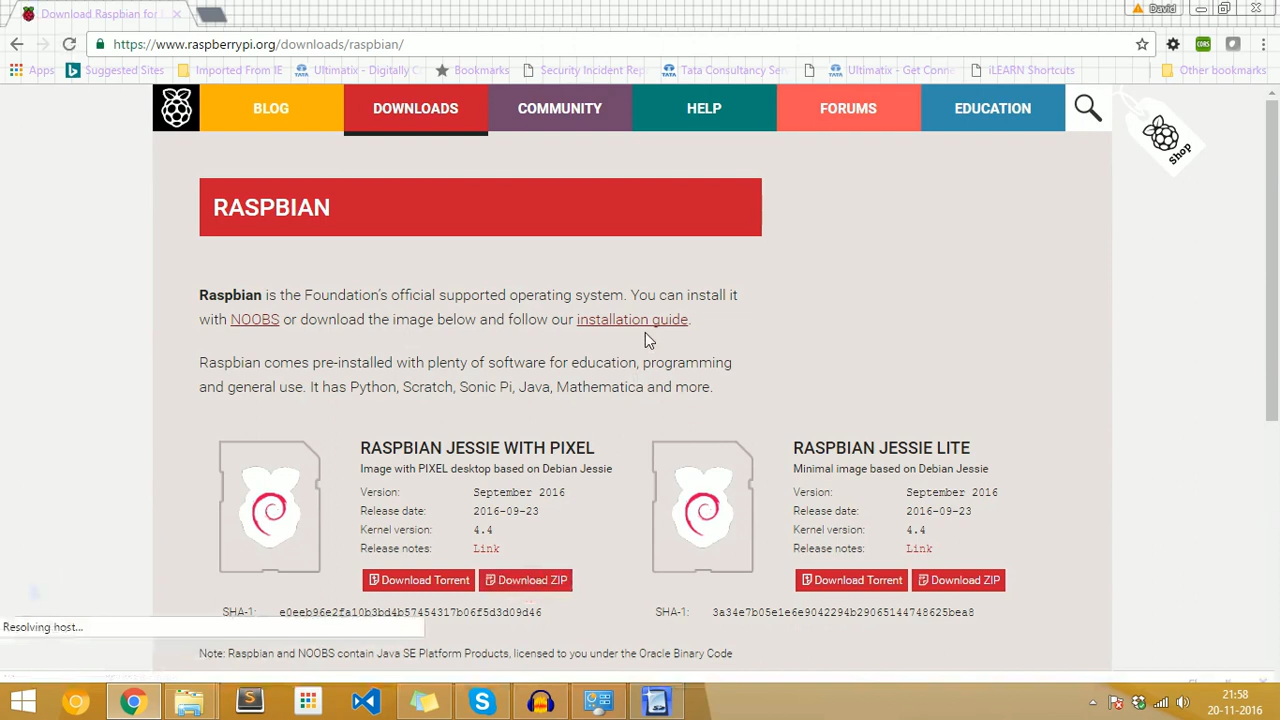 Download Raspbian for
David
https://www.raspberrypi.org/downloads/raspbian/
CORS
Apps Suggested Sites Imported From IE Ultimatix - Digitally C Bookmarks Security Incident Rep Tata Consultancy Ser Ultimatix - Get Conne iLEARN Shortcuts Other bookmarks
BLOG DOWNLOADS COMMUNITY HELP FORUMS EDUCATION
Shop
RASPBIAN
Raspbian is the Foundation's official supported operating system. You can install it
with NOOBS or download the image below and follow our installation guide.
Raspbian comes pre-installed with plenty of software for education, programming
and general use. It has Python, Scratch, Sonic Pi, Java, Mathematica and more.
RASPBIAN JESSIE WITH PIXEL
Image with PIXEL desktop based on Debian Jessie
Version: September 2016
Release date: 2016-09-23
Kernel version: 4.4
Release notes: Link
Download Torrent Download ZIP
SHA-1: e0eeb96e2fa10b3bd4b57454317b06f5d3d09d46
RASPBIAN JESSIE LITE
Minimal image based on Debian Jessie
Version: September 2016
Release date: 2016-09-23
Kernel version: 4.4
Release notes: Link
Download Torrent Download ZIP
SHA-1: 3a34e7b05e1e6e9042294b29065144748625bea8
Resolving host...
Note: Raspbian and NOOBS contain Java SE Platform Products, licensed to you under the Oracle Binary Code
21:58
20-11-2016